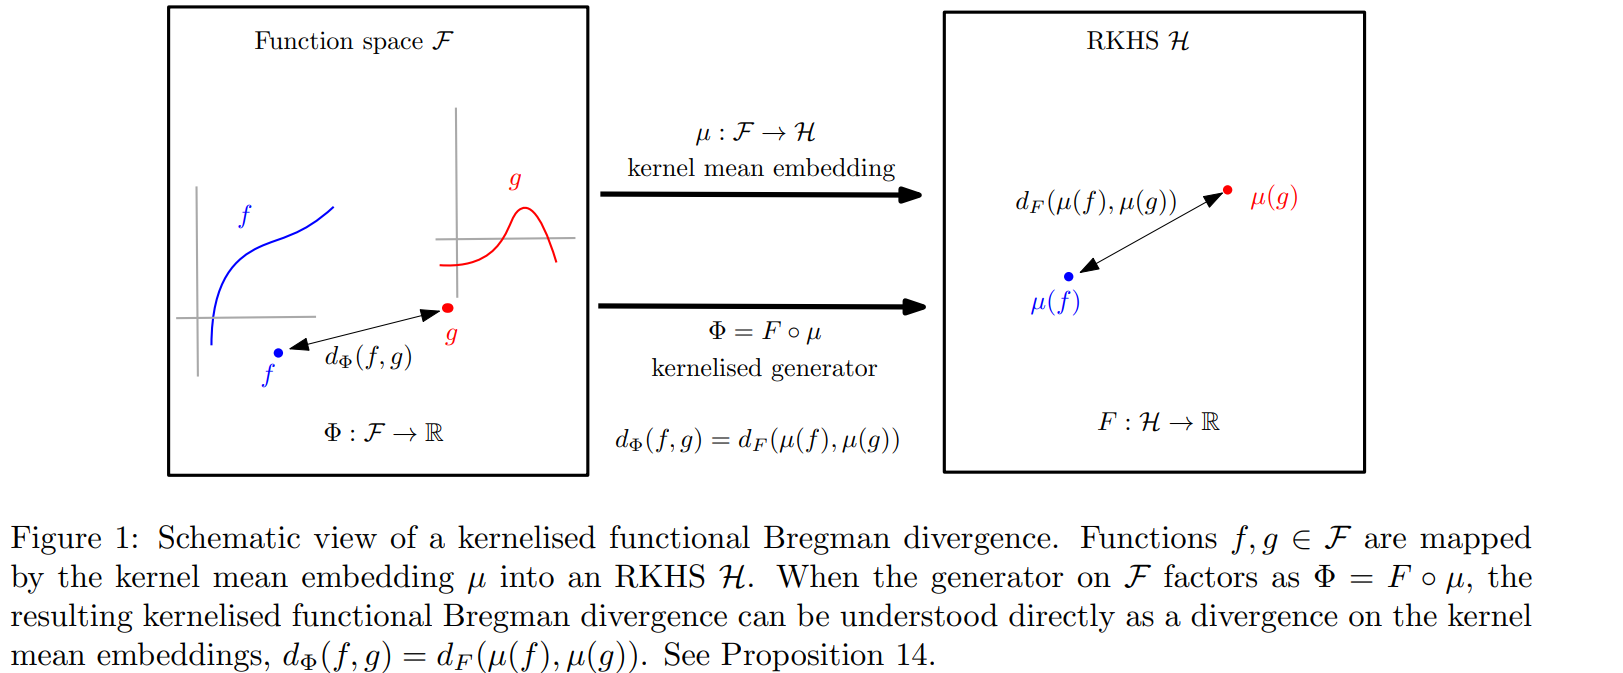 Function space ℱ
g
f
g
d_Φ(f, g)
f
Φ : ℱ → ℝ
μ : ℱ → ℋ
kernel mean embedding
Φ = F ∘ μ
kernelised generator
d_Φ(f, g) = d_F(μ(f), μ(g))
RKHS ℋ
d_F(μ(f), μ(g))
μ(g)
μ(f)
F : ℋ → ℝ
Figure 1: Schematic view of a kernelised functional Bregman divergence. Functions f, g ∈ ℱ are mapped
by the kernel mean embedding μ into an RKHS ℋ. When the generator on ℱ factors as Φ = F ∘ μ, the
resulting kernelised functional Bregman divergence can be understood directly as a divergence on the kernel
mean embeddings, d_Φ(f, g) = d_F(μ(f), μ(g)). See Proposition 14.